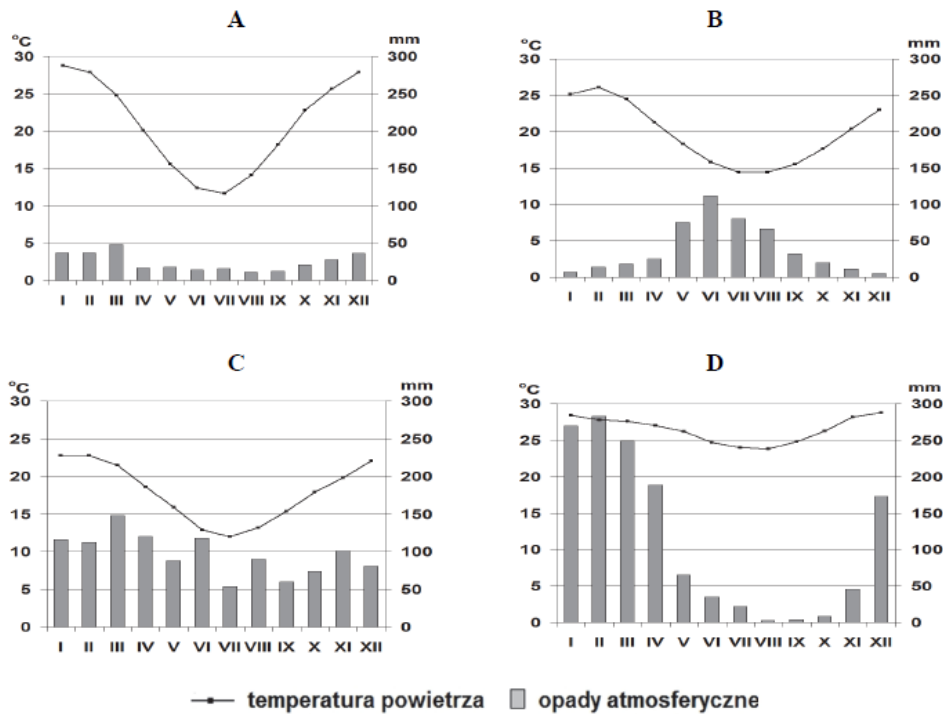 A
°C mm
30 300
25 250
20 200
15 150
10 100
5 50
0 0
I II III IV V VI VII VIII IX X XI XII
B
°C mm
30 300
25 250
20 200
15 150
10 100
5 50
0 0
I II III IV V VI VII VIII IX X XI XII
C
°C mm
30 300
25 250
20 200
15 150
10 100
5 50
0 0
I II III IV V VI VII VIII IX X XI XII
D
°C mm
30 300
25 250
20 200
15 150
10 100
5 50
0 0
I II III IV V VI VII VIII IX X XI XII
temperatura powietrza opady atmosferyczne